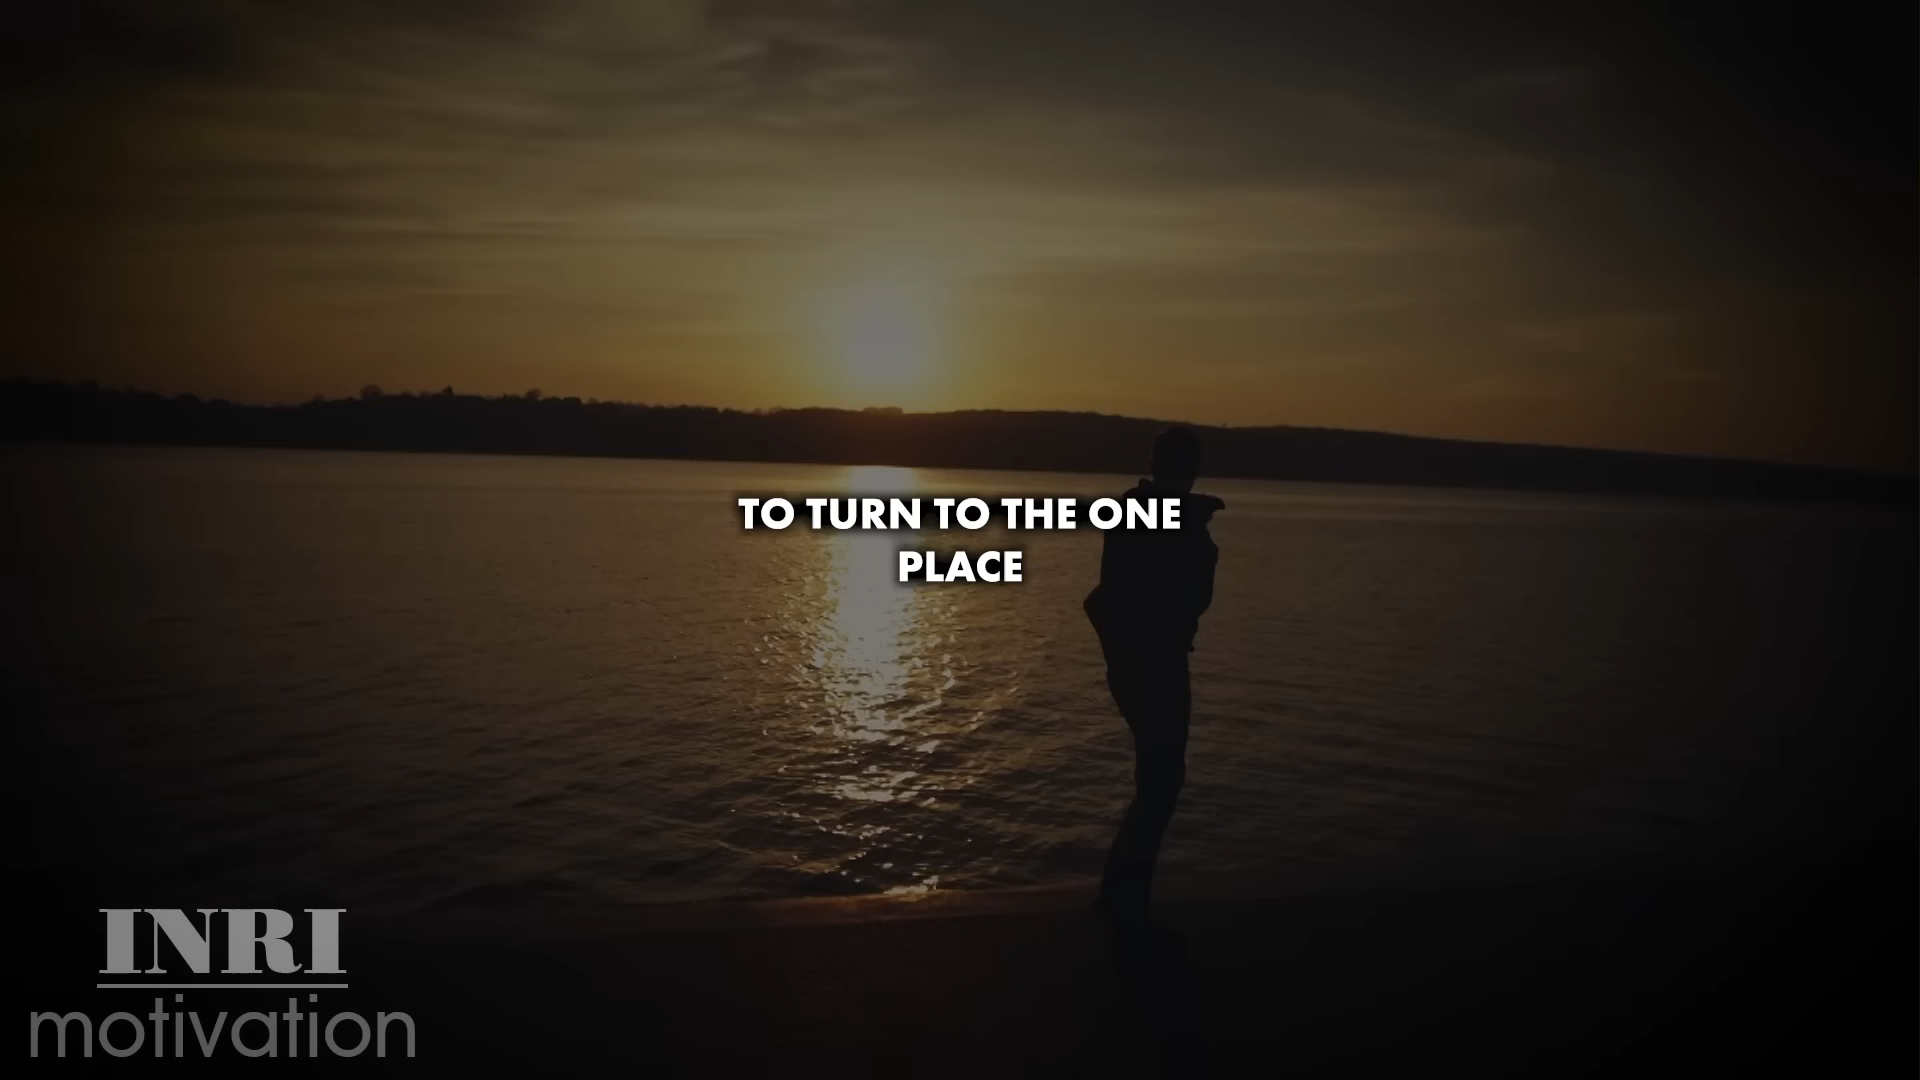 TO TURN TO THE ONE
PLACE
INRI
motivation